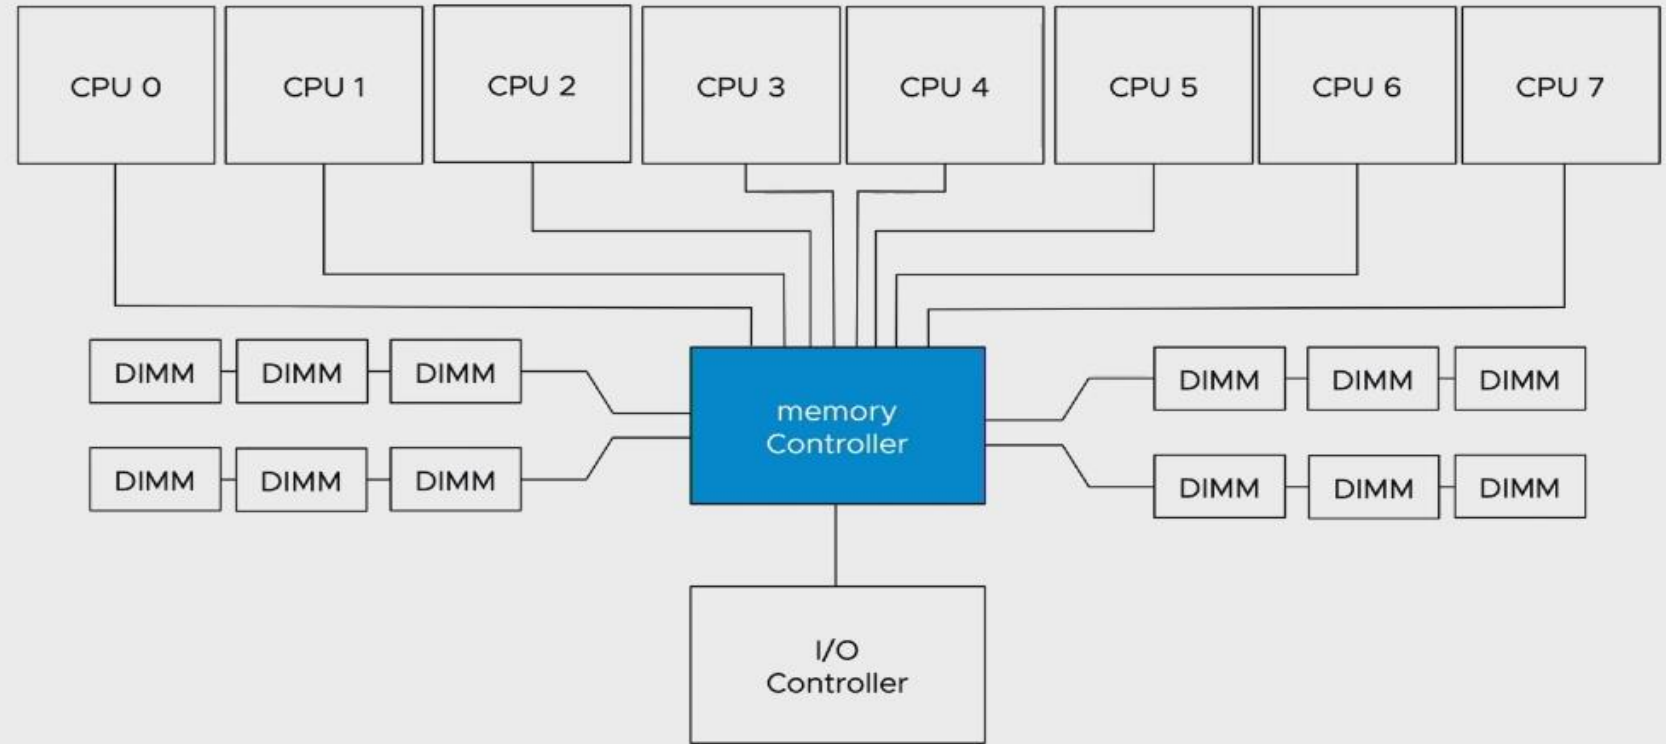 CPU 0
CPU 1
CPU 2
CPU 3
CPU 4
CPU 5
CPU 6
CPU 7
DIMM
DIMM
DIMM
DIMM
DIMM
DIMM
memory
Controller
DIMM
DIMM
DIMM
DIMM
DIMM
DIMM
I/O
Controller